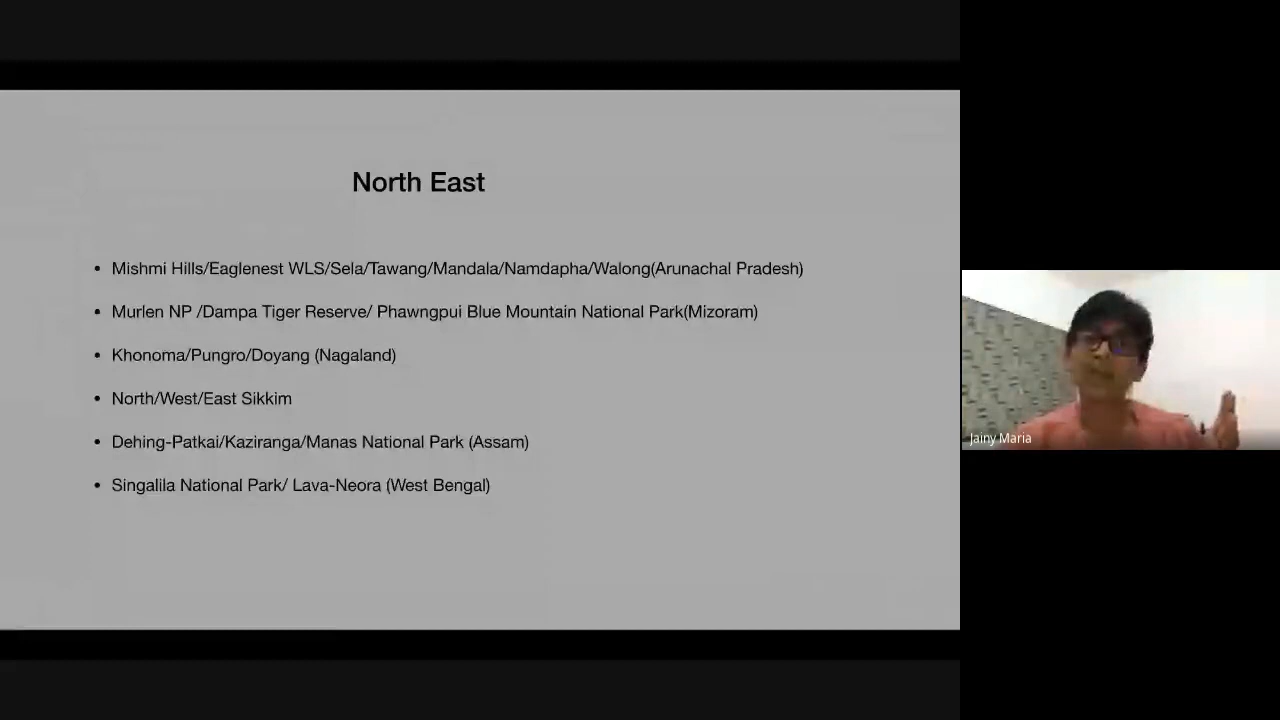 North East
• Mishmi Hills/Eaglenest WLS/Sela/Tawang/Mandala/Namdapha/Walong(Arunachal Pradesh)
• Murlen NP /Dampa Tiger Reserve/ Phawngpui Blue Mountain National Park(Mizoram)
• Khonoma/Pungro/Doyang (Nagaland)
• North/West/East Sikkim
• Dehing-Patkai/Kaziranga/Manas National Park (Assam)
• Singalila National Park/ Lava-Neora (West Bengal)
Jainy Maria